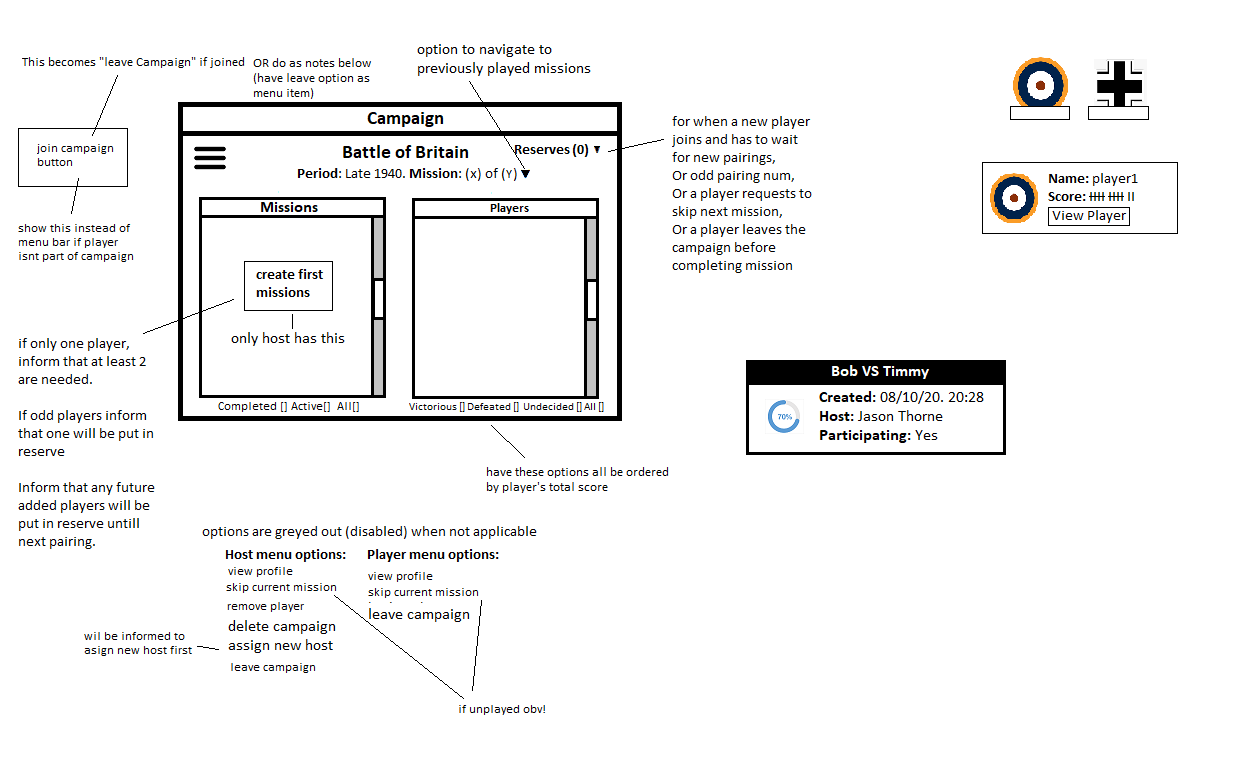 This becomes "leave Campaign" if joined
OR do as notes below
(have leave option as
menu item)
option to navigate to
previously played missions
join campaign
button
show this instead of
menu bar if player
isnt part of campaign
Campaign
Battle of Britain
Reserves (0) ▼
Period: Late 1940. Mission: (x) of (Y) ▼
Missions
create first
missions
only host has this
Completed [] Active[] All[]
Players
Victorious [] Defeated [] Undecided [] All []
for when a new player
joins and has to wait
for new pairings,
Or odd pairing num,
Or a player requests to
skip next mission,
Or a player leaves the
campaign before
completing mission
Name: player1
Score: IIII IIII II
View Player
if only one player,
inform that at least 2
are needed.
If odd players inform
that one will be put in
reserve
Inform that any future
added players will be
put in reserve untill
next pairing.
Bob VS Timmy
70%
Created: 08/10/20. 20:28
Host: Jason Thorne
Participating: Yes
have these options all be ordered
by player's total score
options are greyed out (disabled) when not applicable
Host menu options:
view profile
skip current mission
remove player
delete campaign
assign new host
leave campaign
Player menu options:
view profile
skip current mission
leave campaign
wil be informed to
asign new host first
if unplayed obv!